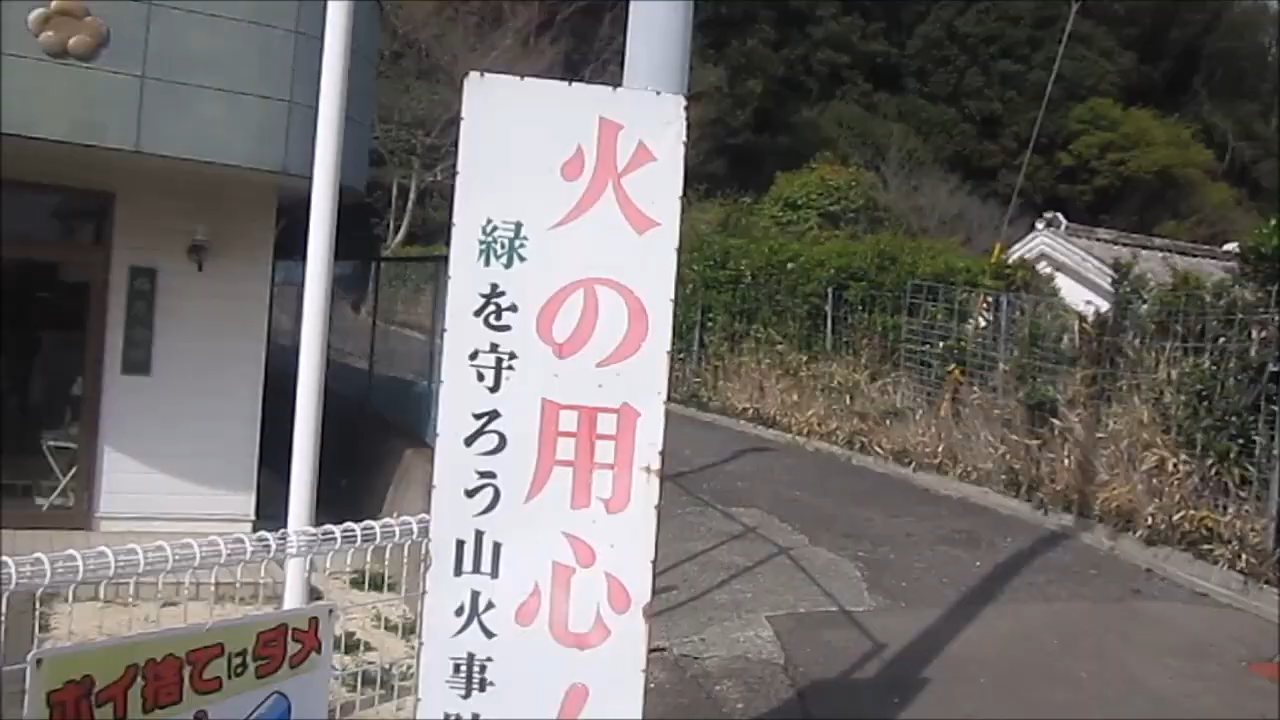 火の用心
緑を守ろう山火事
ポイ捨てはダメ